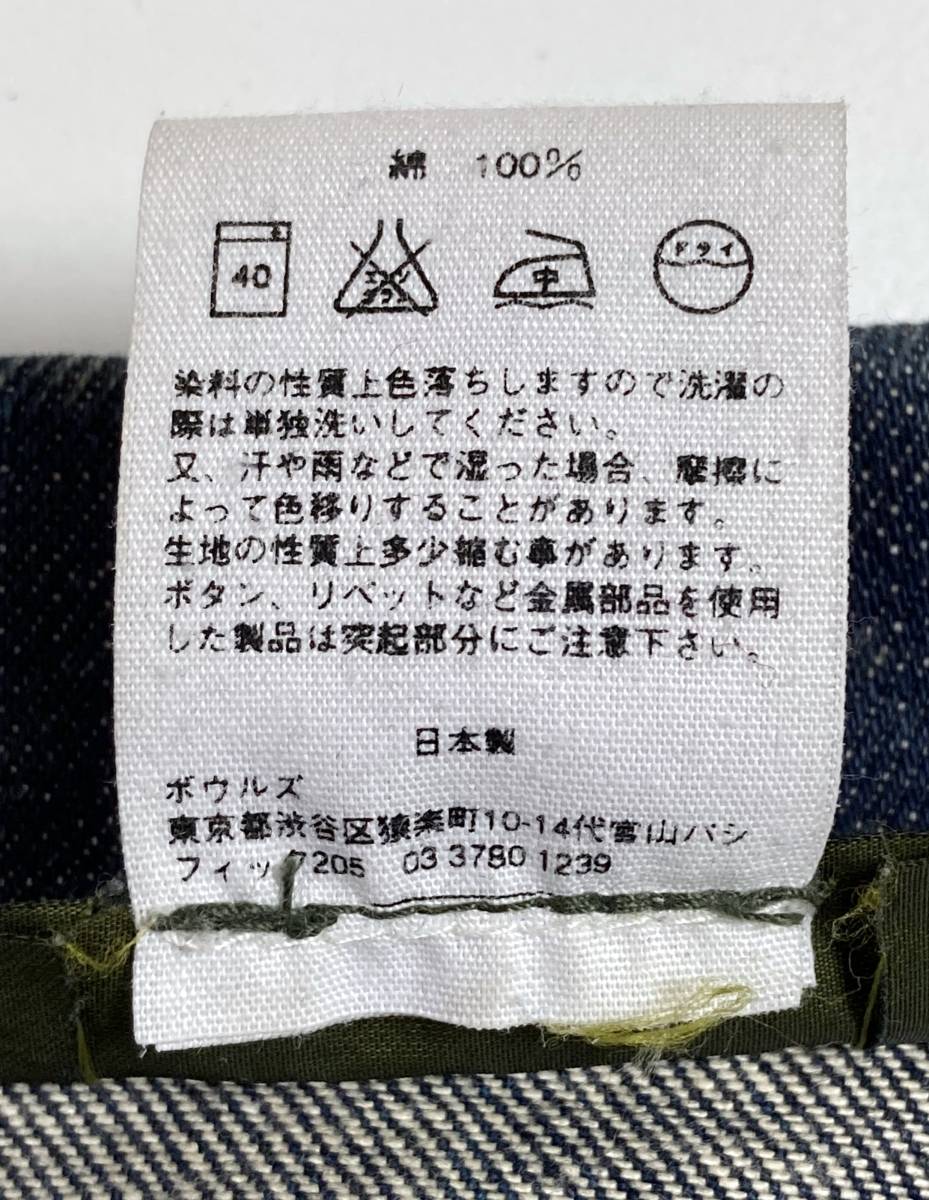 綿 100%
40
エンソ
サラシ
中
ドライ
染料の性質上色落ちしますので洗濯の
際は単独洗いしてください。
又、汗や雨などで湿った場合、摩擦に
よって色移りすることがあります。
生地の性質上多少縮む事があります。
ボタン、リベットなど金属部品を使用
した製品は突起部分にご注意下さい。
日本製
ボウルズ
東京都渋谷区猿楽町10-14代官山パシ
フィック205 03 3780 1239